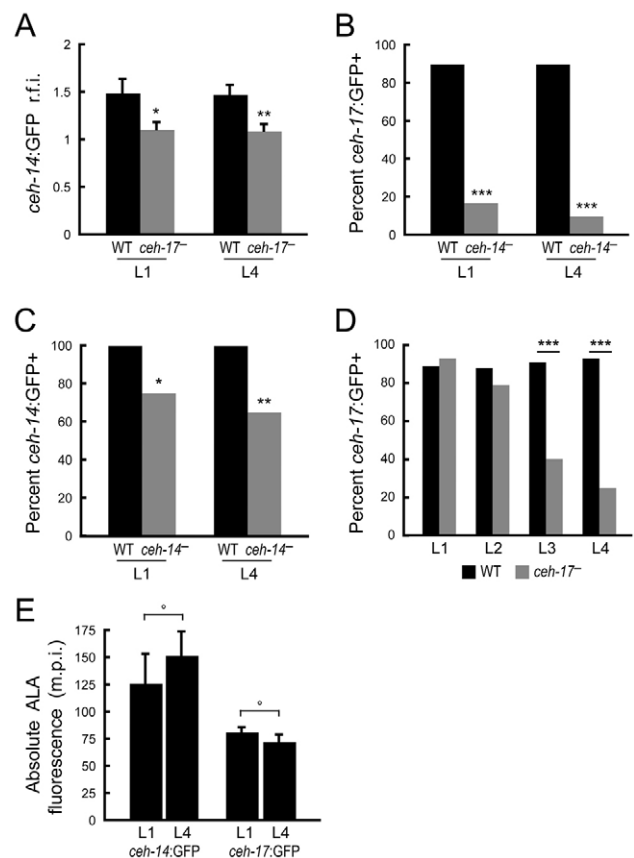 A
ceh-14:GFP r.f.i.
2
1.5
1
0.5
0
*
**
WT ceh-17– WT ceh-17–
L1 L4
B
Percent ceh-17:GFP+
100
80
60
40
20
0
***
***
WT ceh-14– WT ceh-14–
L1 L4
C
Percent ceh-14:GFP+
100
80
60
40
20
0
*
**
WT ceh-14– WT ceh-14–
L1 L4
D
Percent ceh-17:GFP+
100
80
60
40
20
0
*** ***
L1 L2 L3 L4
WT ceh-17–
E
Absolute ALA
fluorescence (m.p.i.)
175
150
125
100
75
50
25
0
°
°
L1 L4 L1 L4
ceh-14:GFP ceh-17:GFP